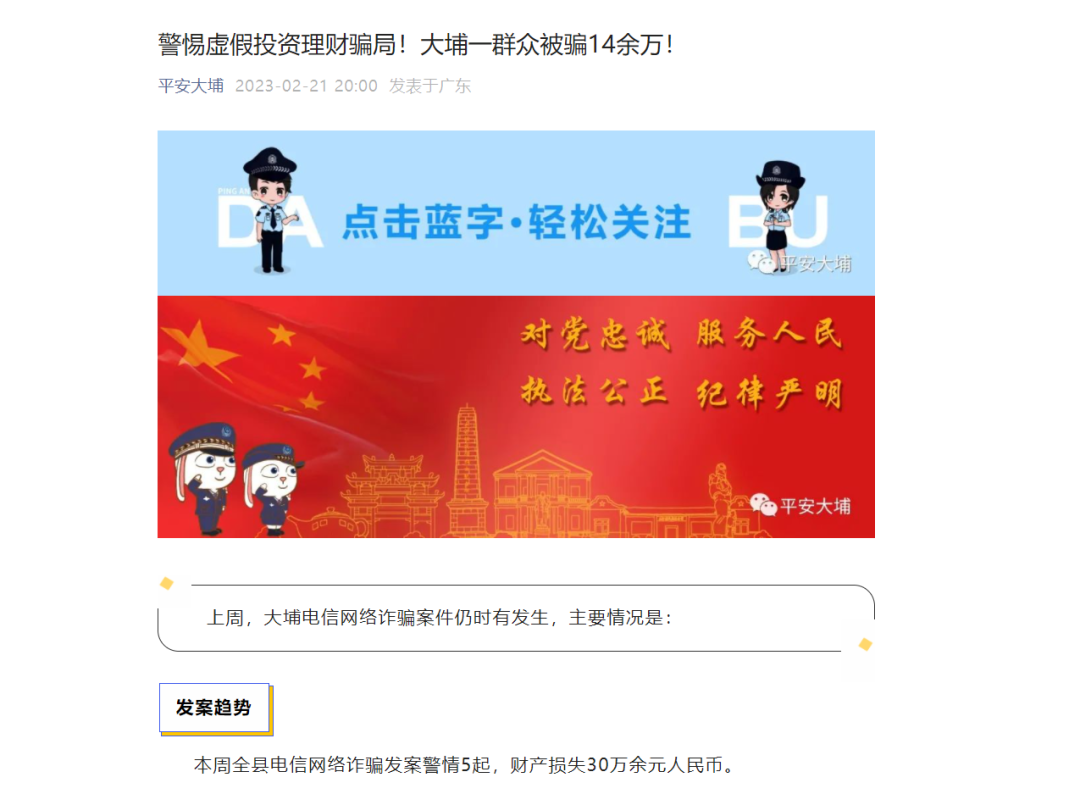 警惕虚假投资理财骗局！大埔一群众被骗14余万！
平安大埔 2023-02-21 20:00 发表于广东
PING AN
DA
点击蓝字·轻松关注
BU
平安大埔
对党忠诚 服务人民
执法公正 纪律严明
平安大埔
上周，大埔电信网络诈骗案件仍时有发生，主要情况是：
发案趋势
本周全县电信网络诈骗发案警情5起，财产损失30万余元人民币。